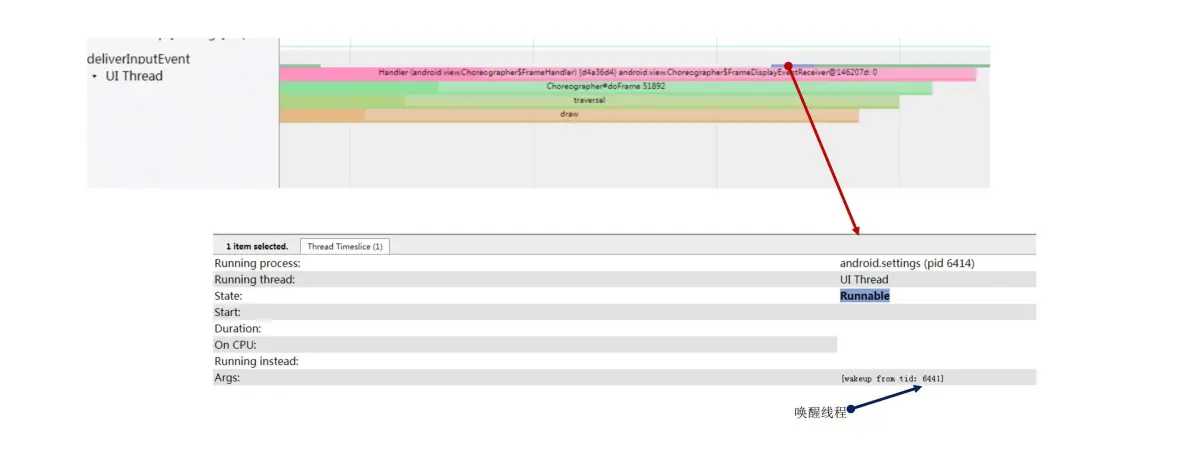 deliverInputEvent
UI Thread
Handler (android.view.Choreographer$FrameHandler) {d4a36d4} android.view.Choreographer$FrameDisplayEventReceiver@146207d: 0
Choreographer#doFrame 51892
traversal
draw
1 item selected. Thread Timeslice (1)
Running process: android.settings (pid 6414)
Running thread: UI Thread
State: Runnable
Start:
Duration:
On CPU:
Running instead:
Args: {wakeup from tid: 6441}
唤醒线程